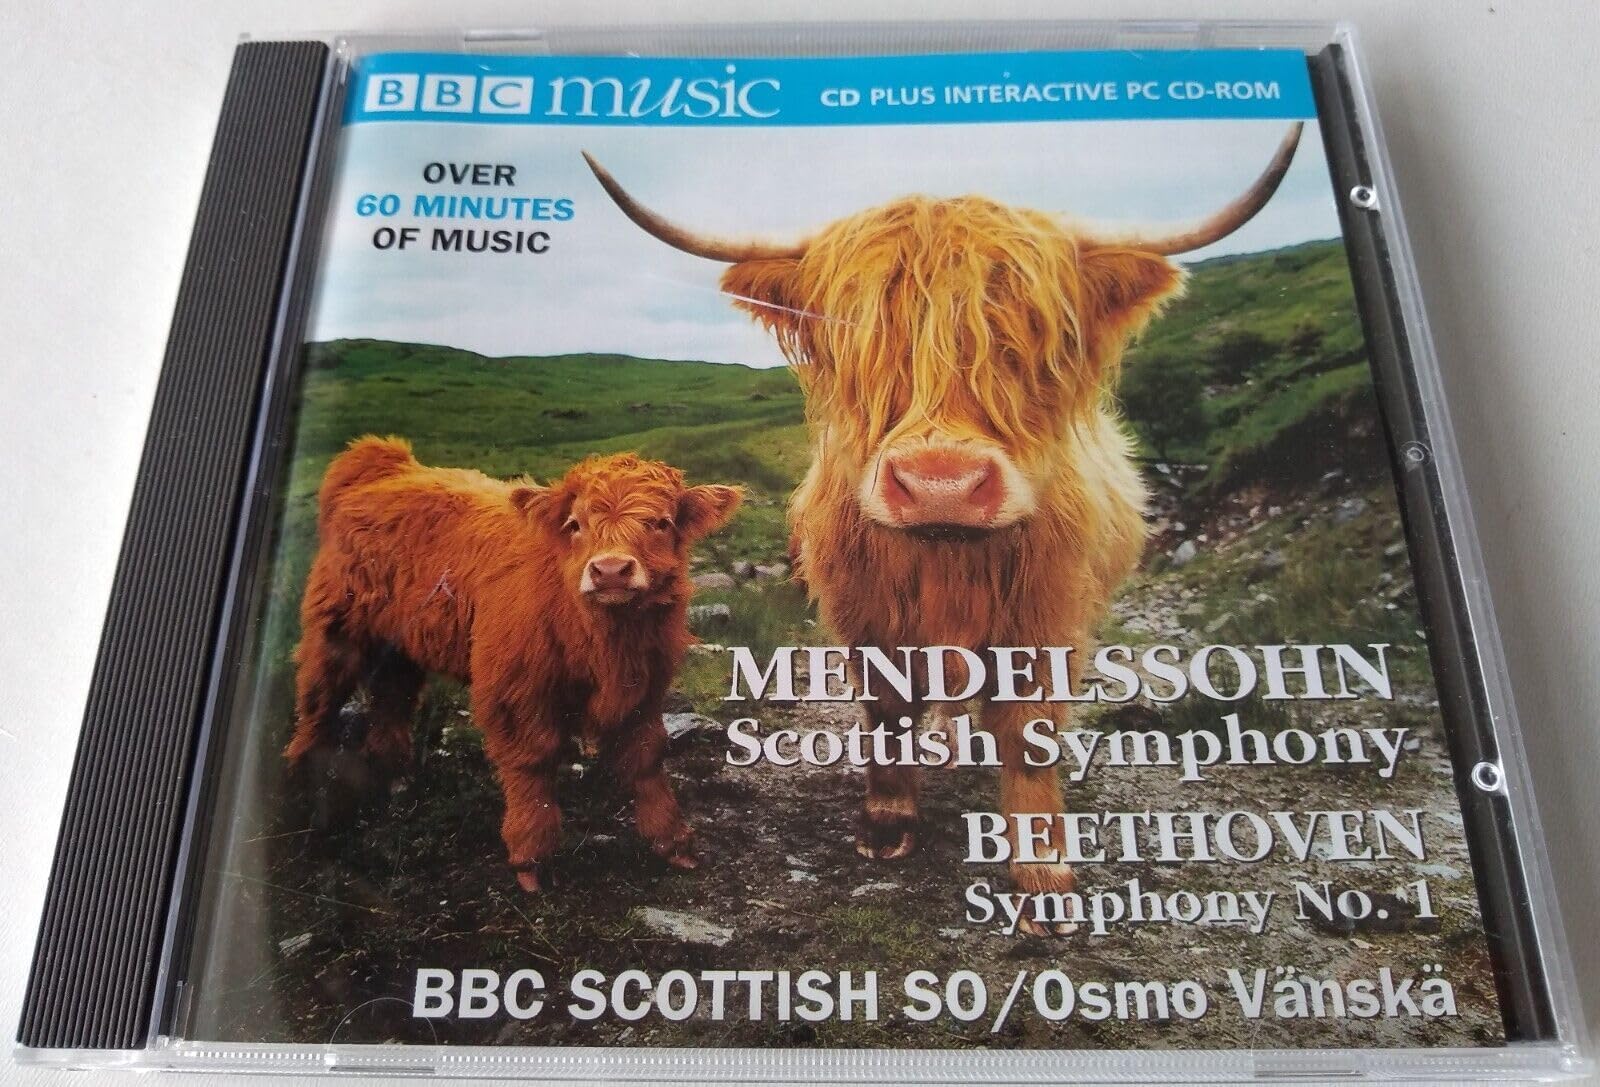 BBC music CD PLUS INTERACTIVE PC CD-ROM
OVER
60 MINUTES
OF MUSIC
MENDELSSOHN
Scottish Symphony
BEETHOVEN
Symphony No. 1
BBC SCOTTISH SO/Osmo Vänskä